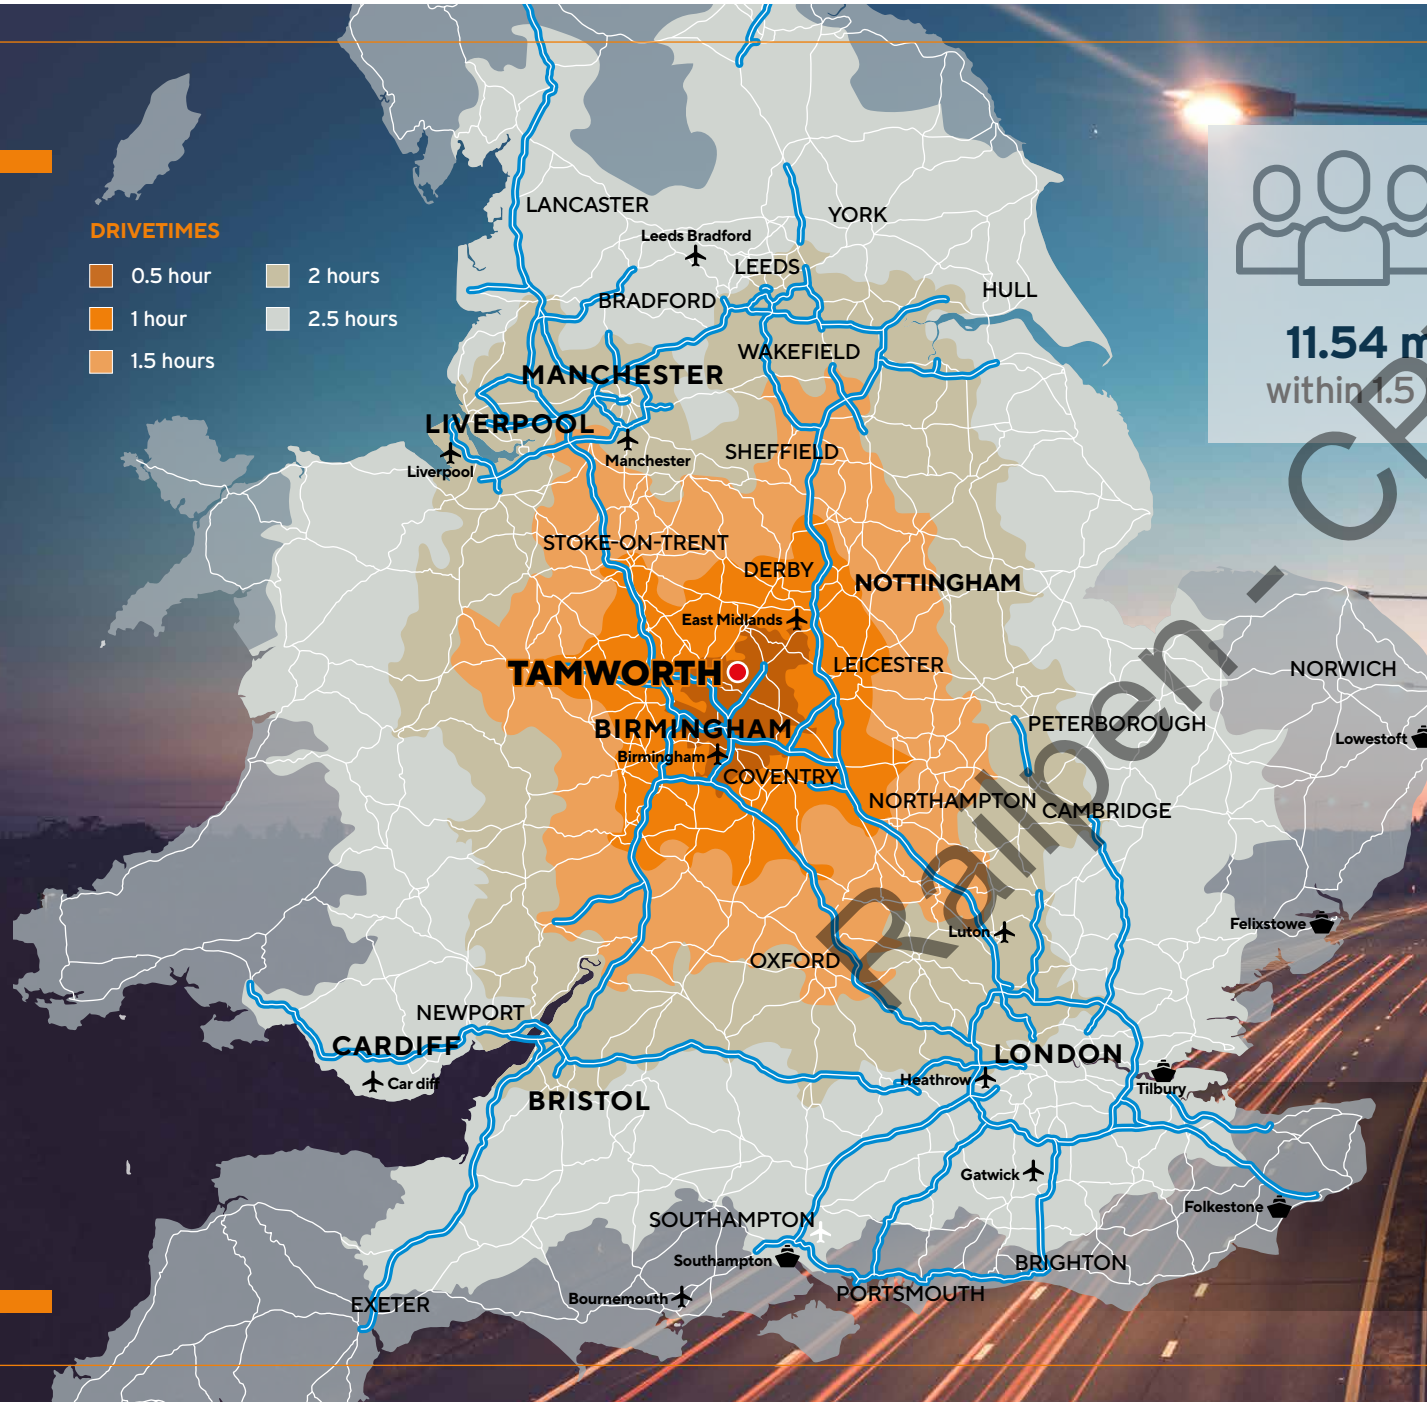 DRIVETIMES
0.5 hour
1 hour
1.5 hours
2 hours
2.5 hours
LANCASTER
YORK
Leeds Bradford
LEEDS
BRADFORD
HULL
WAKEFIELD
MANCHESTER
LIVERPOOL
Liverpool
Manchester
SHEFFIELD
STOKE-ON-TRENT
DERBY
NOTTINGHAM
East Midlands
TAMWORTH
LEICESTER
BIRMINGHAM
Birmingham
COVENTRY
NORTHAMPTON
PETERBOROUGH
CAMBRIDGE
NORWICH
Lowestoft
Felixstowe
Luton
OXFORD
NEWPORT
CARDIFF
Car diff
BRISTOL
LONDON
Heathrow
Tilbury
Gatwick
Folkestone
SOUTHAMPTON
Southampton
BRIGHTON
PORTSMOUTH
Bournemouth
EXETER
11.54 m
within 1.5
Railpen - CB